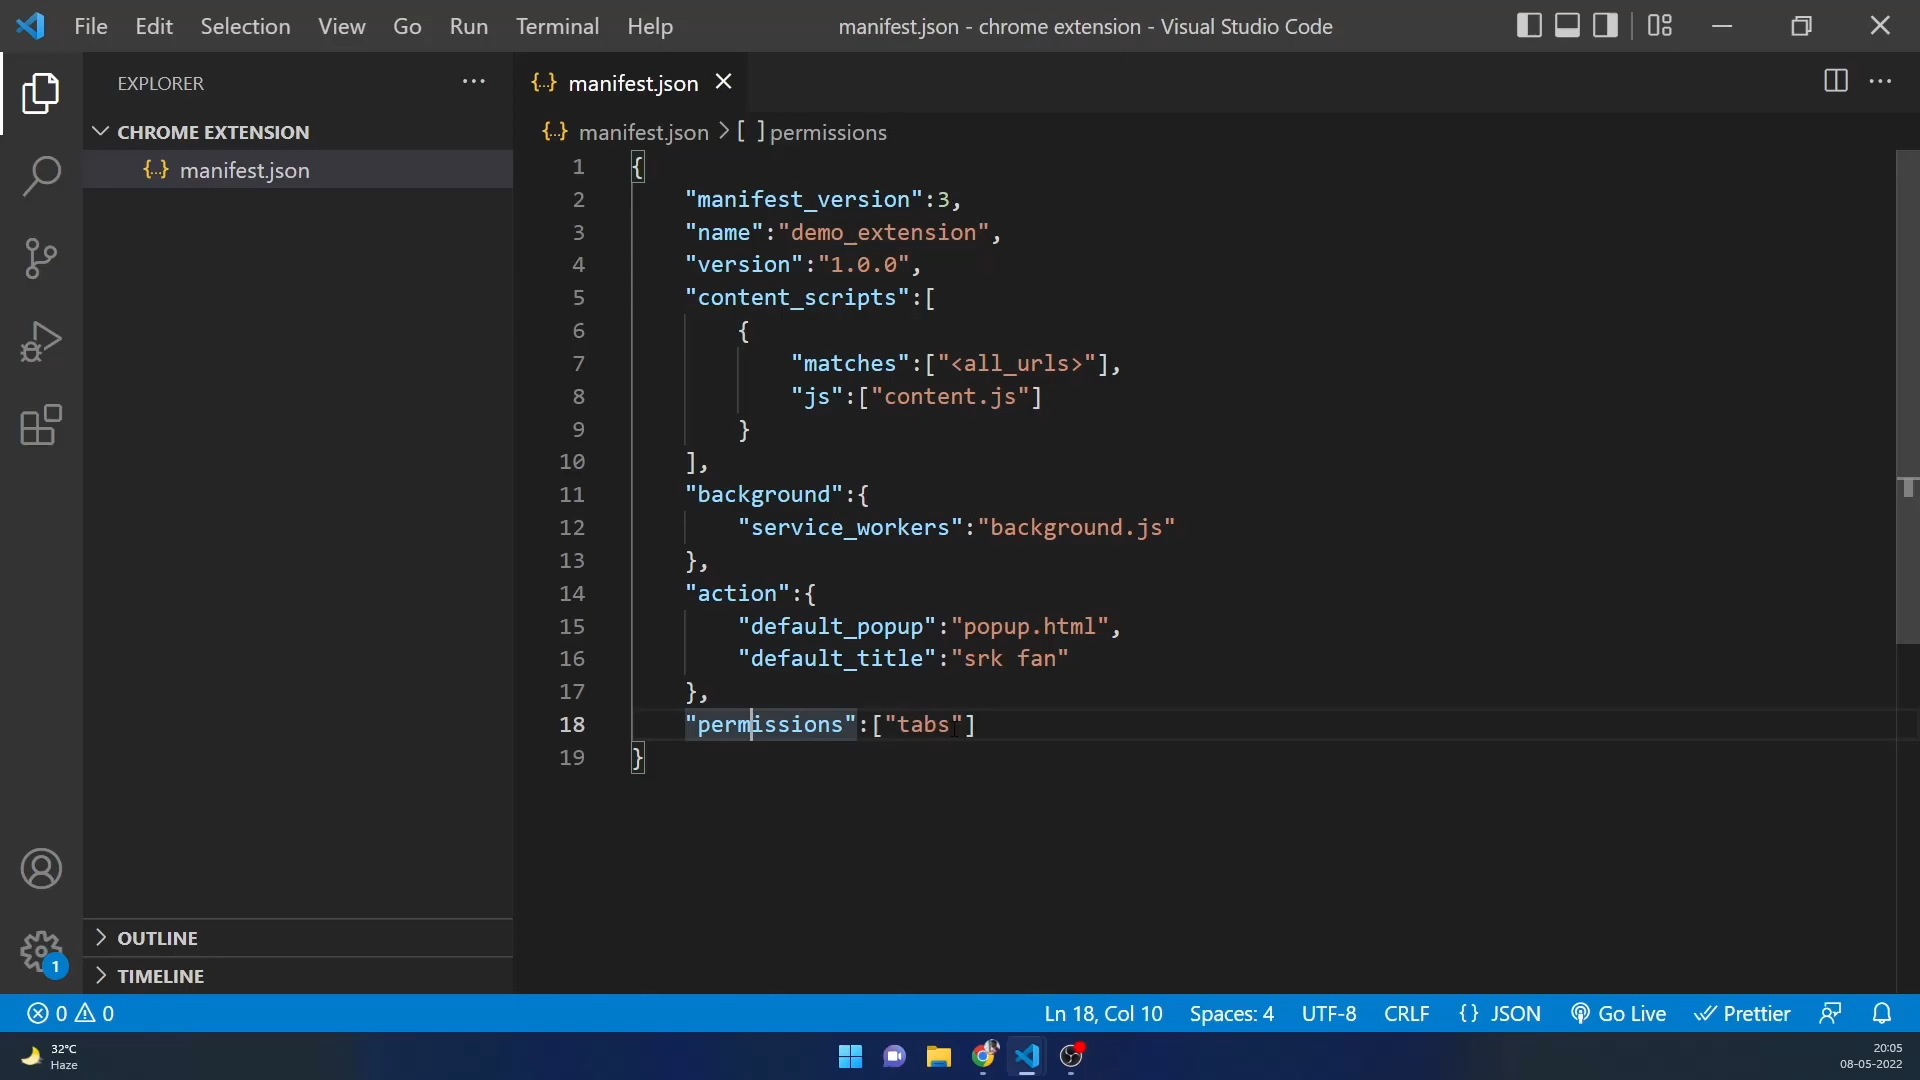 File Edit Selection View Go Run Terminal Help
manifest.json - chrome extension - Visual Studio Code
EXPLORER
CHROME EXTENSION
{..} manifest.json
OUTLINE
TIMELINE
{..} manifest.json
{..} manifest.json > [ ] permissions
1 {
2 "manifest_version":3,
3 "name":"demo_extension",
4 "version":"1.0.0",
5 "content_scripts":[
6 {
7 "matches":["<all_urls>"],
8 "js":["content.js"]
9 }
10 ],
11 "background":{
12 "service_workers":"background.js"
13 },
14 "action":{
15 "default_popup":"popup.html",
16 "default_title":"srk fan"
17 },
18 "permissions":["tabs"]
19 }
1
0 0
Ln 18, Col 10 Spaces: 4 UTF-8 CRLF {} JSON Go Live Prettier
32°C
Haze
20:05
08-05-2022